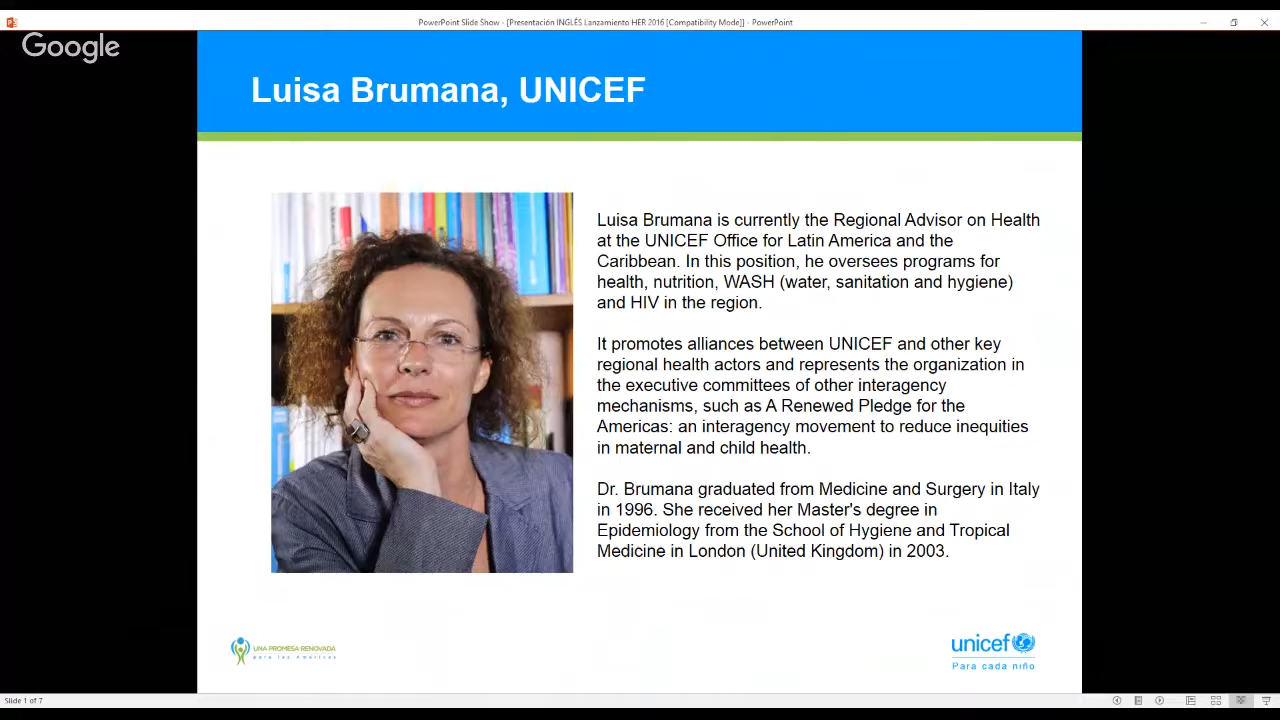 PowerPoint Slide Show - [Presentación INGLÉS Lanzamiento HER 2016 [Compatibility Mode]] - PowerPoint
Google
Luisa Brumana, UNICEF
Luisa Brumana is currently the Regional Advisor on Health
at the UNICEF Office for Latin America and the
Caribbean. In this position, he oversees programs for
health, nutrition, WASH (water, sanitation and hygiene)
and HIV in the region.
It promotes alliances between UNICEF and other key
regional health actors and represents the organization in
the executive committees of other interagency
mechanisms, such as A Renewed Pledge for the
Americas: an interagency movement to reduce inequities
in maternal and child health.
Dr. Brumana graduated from Medicine and Surgery in Italy
in 1996. She received her Master's degree in
Epidemiology from the School of Hygiene and Tropical
Medicine in London (United Kingdom) in 2003.
UNA PROMESA RENOVADA
para las Américas
unicef
Para cada niño
Slide 1 of 7